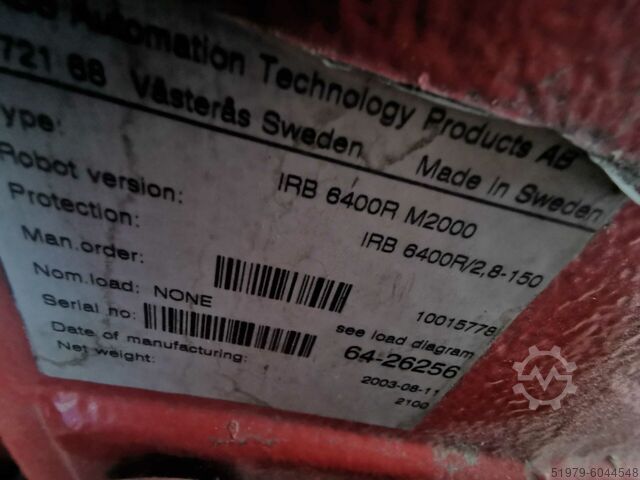 Automation Technology Products AB
721 68 Västerås Sweden Made in Sweden
ype:
IRB 6400R M2000
Robot version:
IRB 6400R/2,8-150
Protection:
Man.order:
10015778
Nom.load: NONE
see load diagram
Serial no:
64-26256
Date of manufacturing:
2003-08-11
Net weight:
2100
51979-6044548